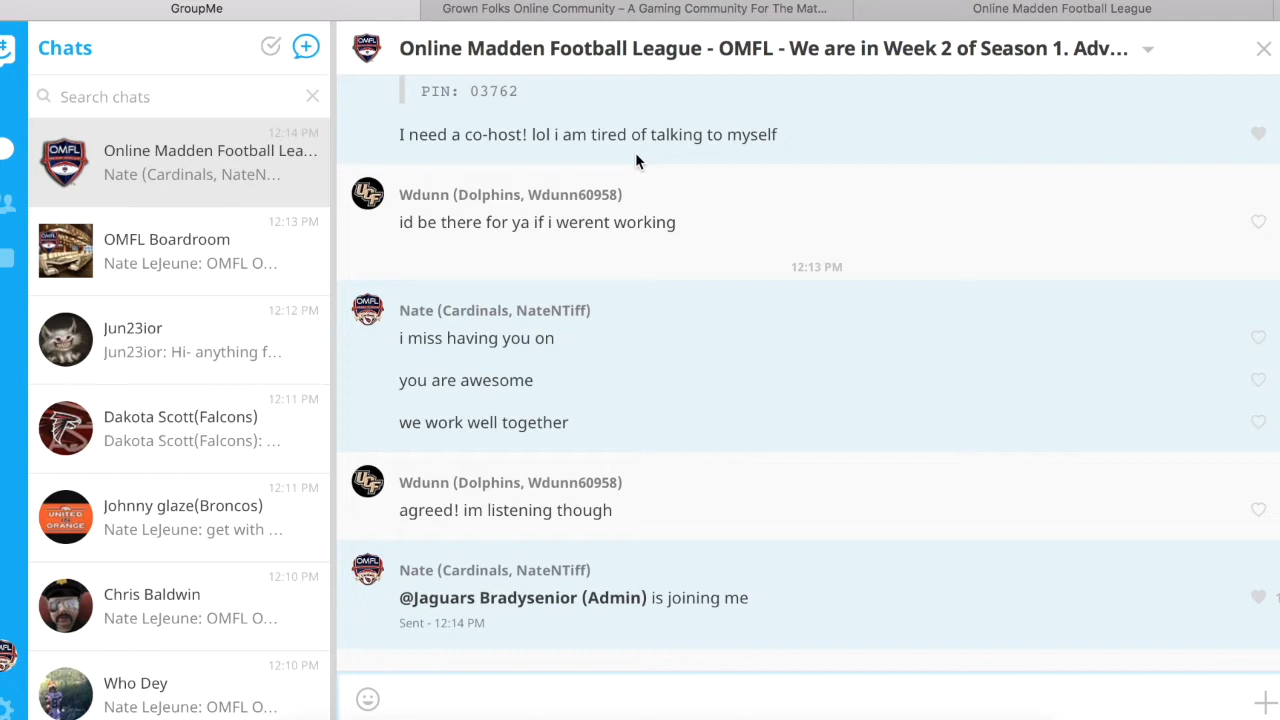 GroupMe
Grown Folks Online Community – A Gaming Community For The Mat...
Online Madden Football League
Chats
Search chats
12:14 PM
Online Madden Football Lea...
Nate (Cardinals, NateN...
12:13 PM
OMFL Boardroom
Nate LeJeune: OMFL O...
12:12 PM
Jun23ior
Jun23ior: Hi- anything f...
12:11 PM
Dakota Scott(Falcons)
Dakota Scott(Falcons): ...
12:11 PM
Johnny glaze(Broncos)
Nate LeJeune: get with ...
12:10 PM
Chris Baldwin
Nate LeJeune: OMFL O...
12:10 PM
Who Dey
Nate LeJeune: OMFL O...
Online Madden Football League - OMFL - We are in Week 2 of Season 1. Adv...
PIN: 03762
I need a co-host! lol i am tired of talking to myself
Wdunn (Dolphins, Wdunn60958)
id be there for ya if i werent working
12:13 PM
Nate (Cardinals, NateNTiff)
i miss having you on
you are awesome
we work well together
Wdunn (Dolphins, Wdunn60958)
agreed! im listening though
Nate (Cardinals, NateNTiff)
@Jaguars Bradysenior (Admin) is joining me
Sent - 12:14 PM
OMFL
UCF
UNITED
IN
ORANGE